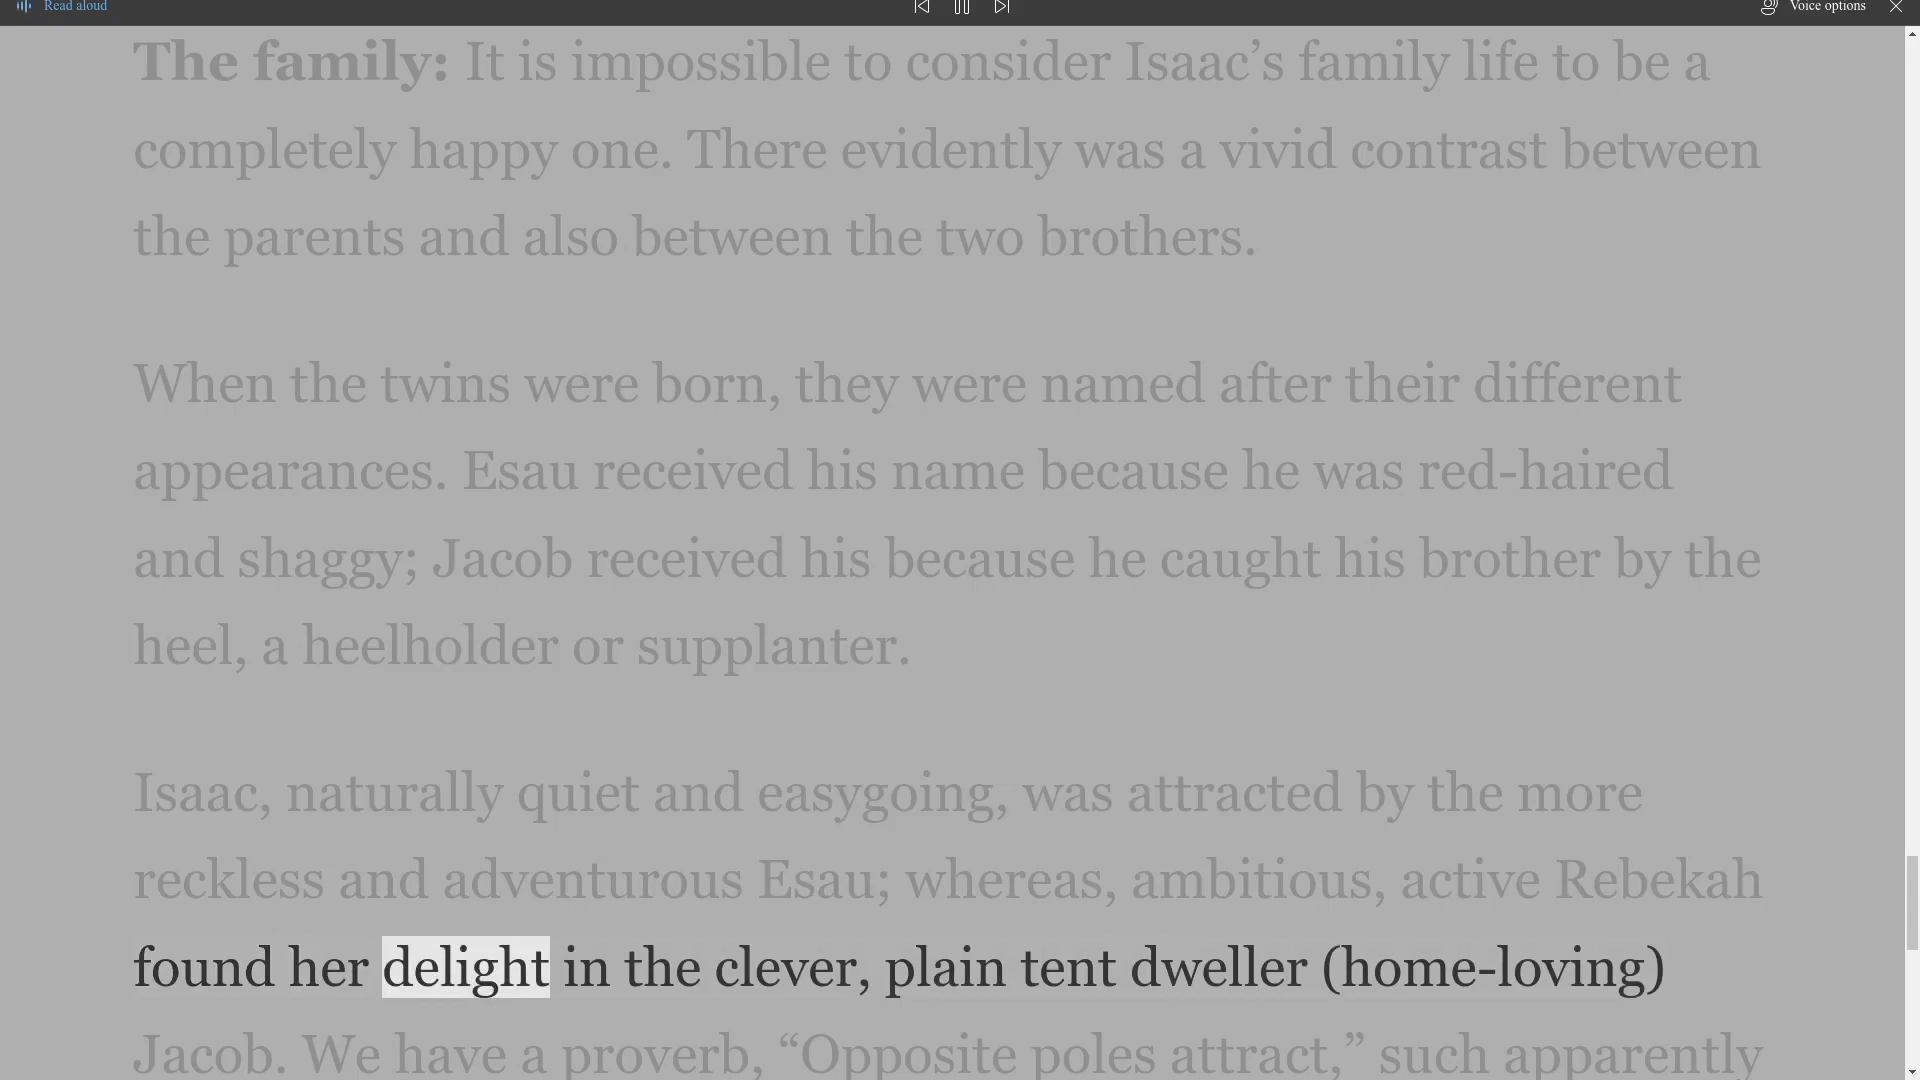 Read aloud
Voice options
The family: It is impossible to consider Isaac’s family life to be a
completely happy one. There evidently was a vivid contrast between
the parents and also between the two brothers.
When the twins were born, they were named after their different
appearances. Esau received his name because he was red-haired
and shaggy; Jacob received his because he caught his brother by the
heel, a heelholder or supplanter.
Isaac, naturally quiet and easygoing, was attracted by the more
reckless and adventurous Esau; whereas, ambitious, active Rebekah
found her delight in the clever, plain tent dweller (home-loving)
Jacob. We have a proverb, “Opposite poles attract,” such apparently